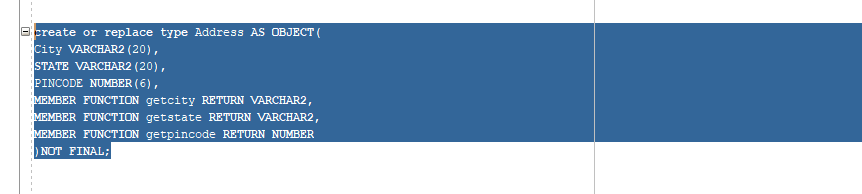 create or replace type Address AS OBJECT(
City VARCHAR2(20),
STATE VARCHAR2(20),
PINCODE NUMBER(6),
MEMBER FUNCTION getcity RETURN VARCHAR2,
MEMBER FUNCTION getstate RETURN VARCHAR2,
MEMBER FUNCTION getpincode RETURN NUMBER
)NOT FINAL;